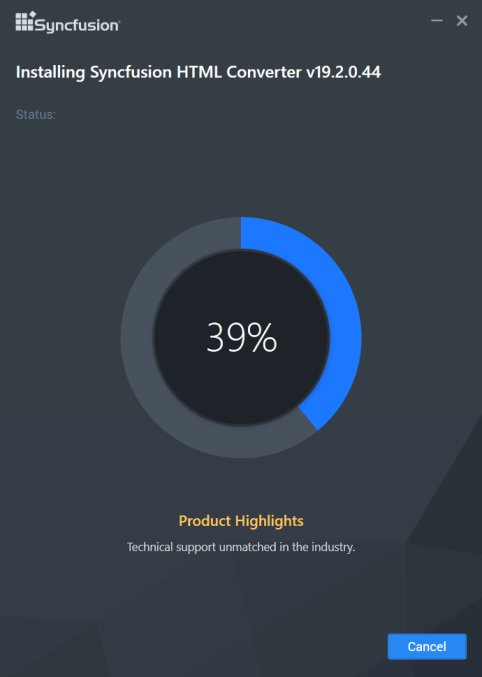 Syncfusion
Installing Syncfusion HTML Converter v19.2.0.44
Status:
39%
Product Highlights
Technical support unmatched in the industry.
Cancel